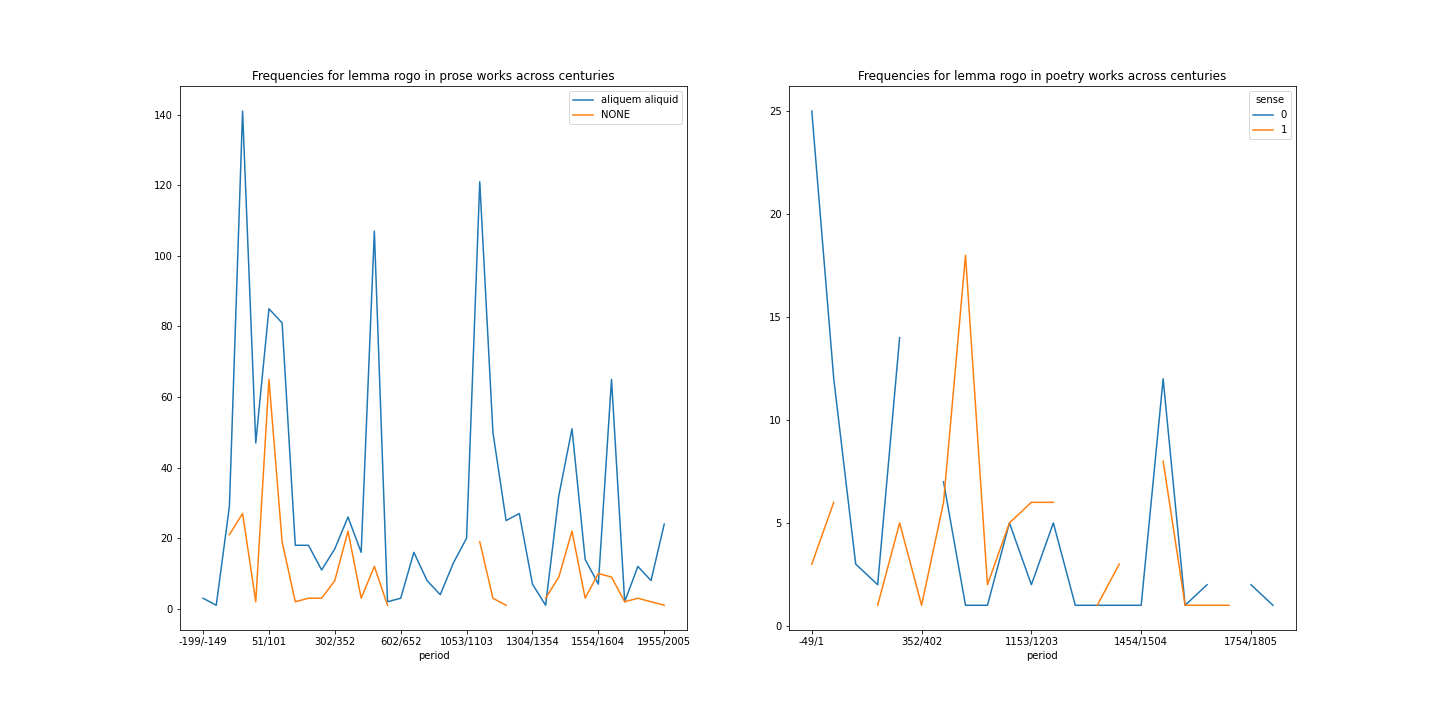 Frequencies for lemma rogo in prose works across centuries
aliquem aliquid
NONE
140
120
100
80
60
40
20
0
-199/-149 51/101 302/352 602/652 1053/1103 1304/1354 1554/1604 1955/2005
period
Frequencies for lemma rogo in poetry works across centuries
sense
0
1
25
20
15
10
5
0
-49/1 352/402 1153/1203 1454/1504 1754/1805
period